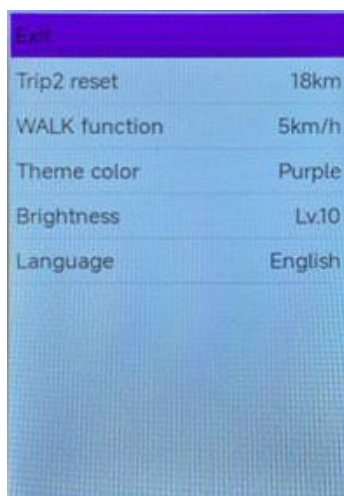 Exit
Trip2 reset 18km
WALK function 5km/h
Theme color Purple
Brightness Lv.10
Language English